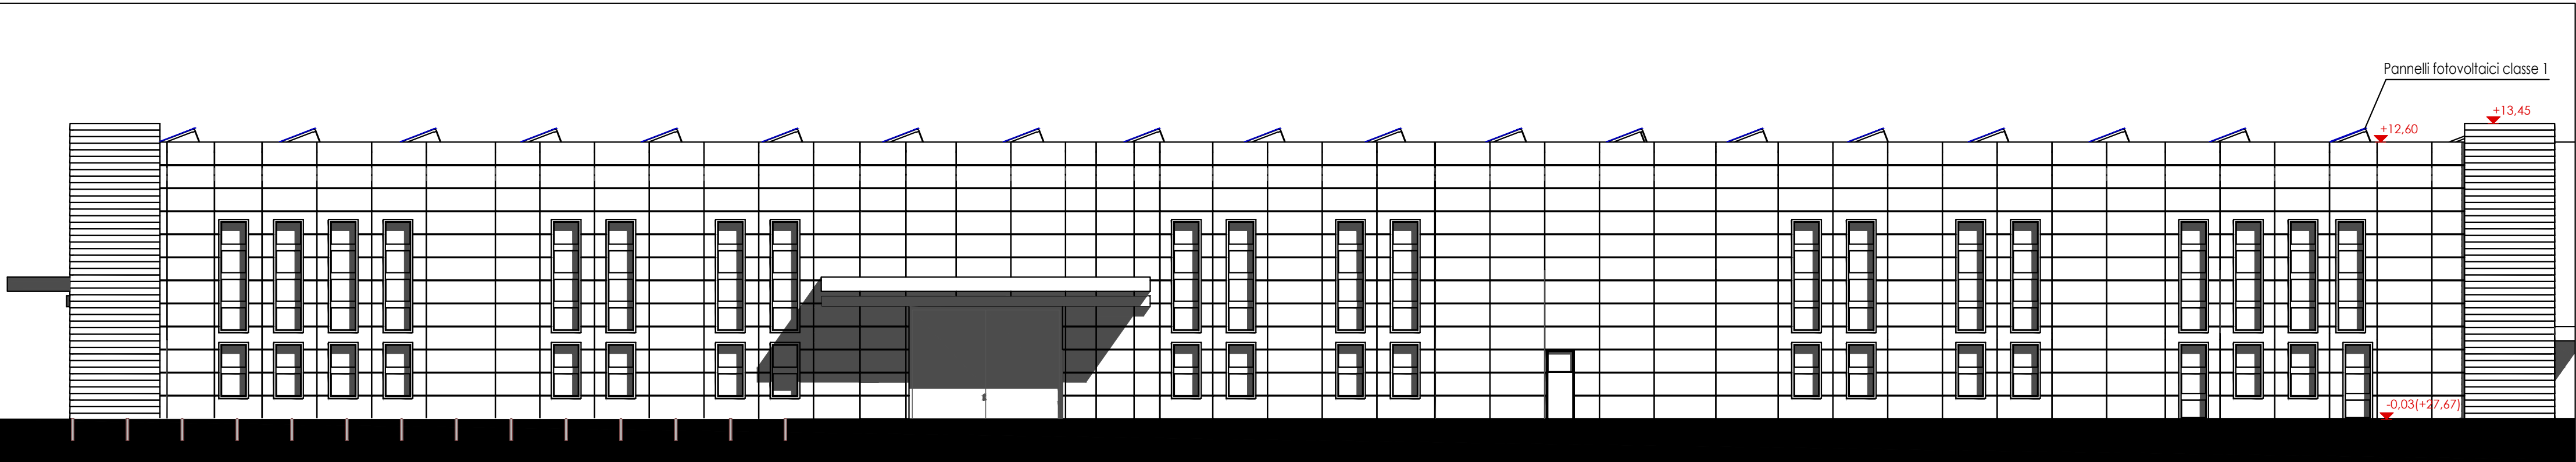 Pannelli fotovoltaici classe 1
+13,45
+12,60
-0,03(+27,67)